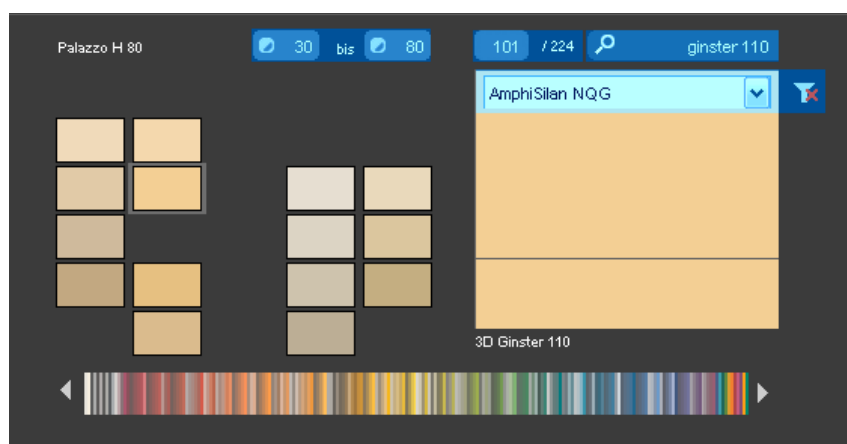 Palazzo H 80
30 bis 80
101 / 224
ginster 110
AmphiSilan NQG
3D Ginster 110